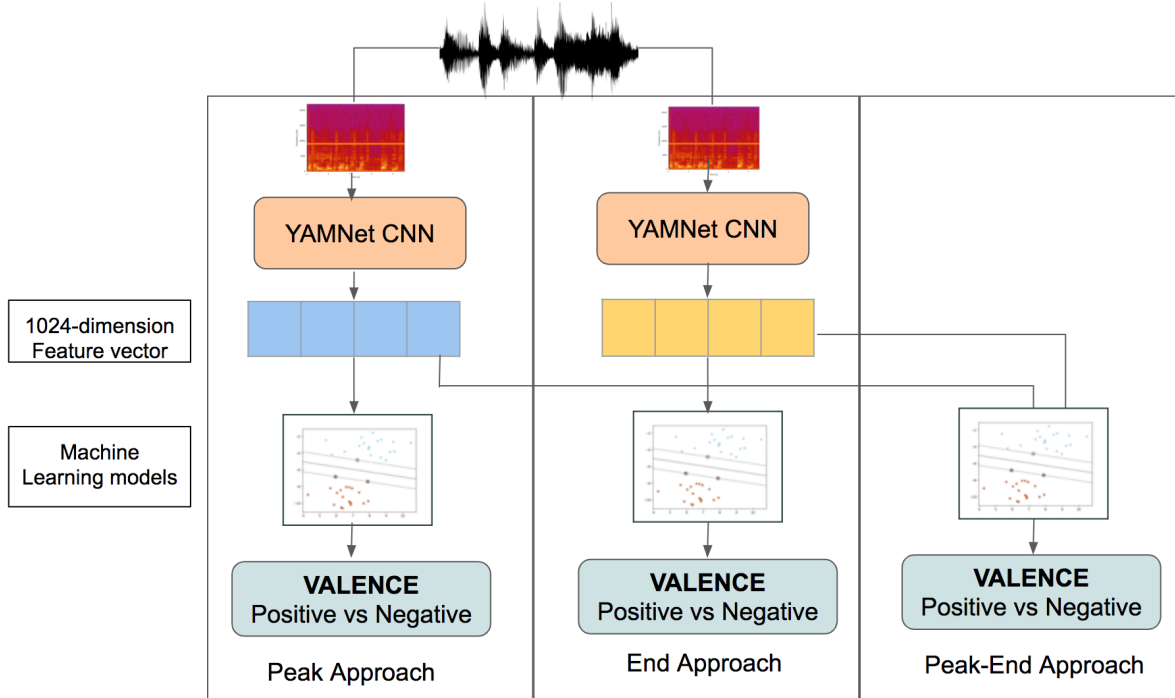 YAMNet CNN
YAMNet CNN
1024-dimension
Feature vector
Machine
Learning models
VALENCE
Positive vs Negative
VALENCE
Positive vs Negative
VALENCE
Positive vs Negative
Peak Approach
End Approach
Peak-End Approach